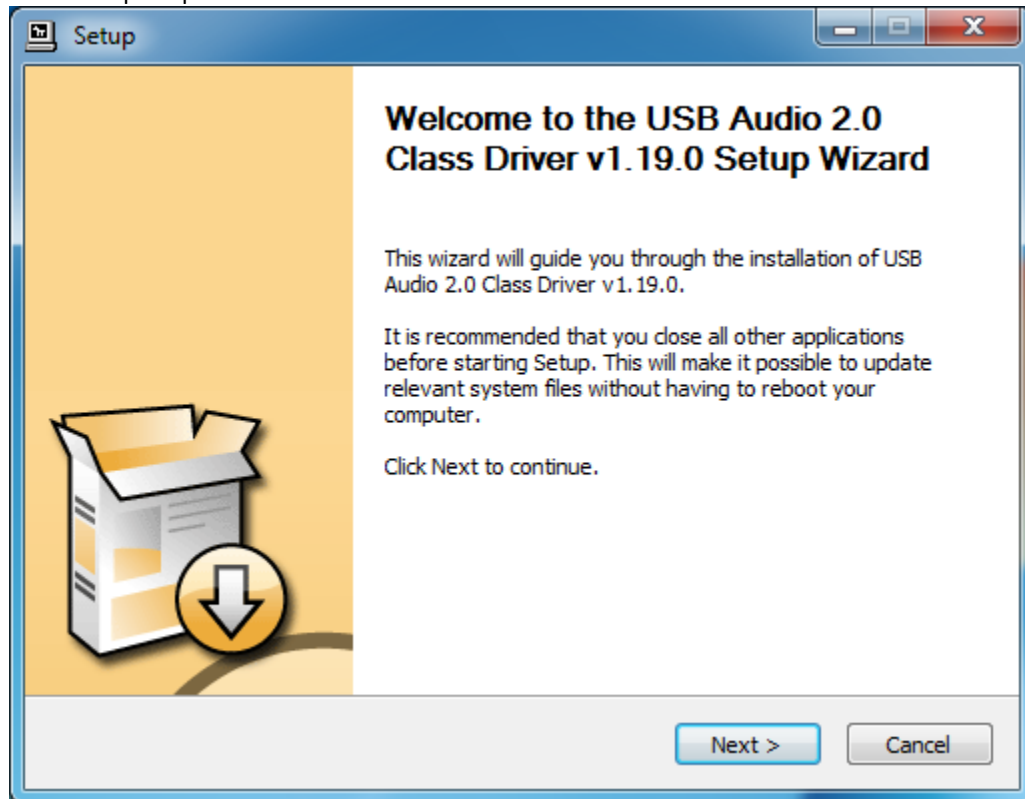 Setup
Welcome to the USB Audio 2.0
Class Driver v1.19.0 Setup Wizard
This wizard will guide you through the installation of USB
Audio 2.0 Class Driver v1.19.0.
It is recommended that you close all other applications
before starting Setup. This will make it possible to update
relevant system files without having to reboot your
computer.
Click Next to continue.
Next >
Cancel